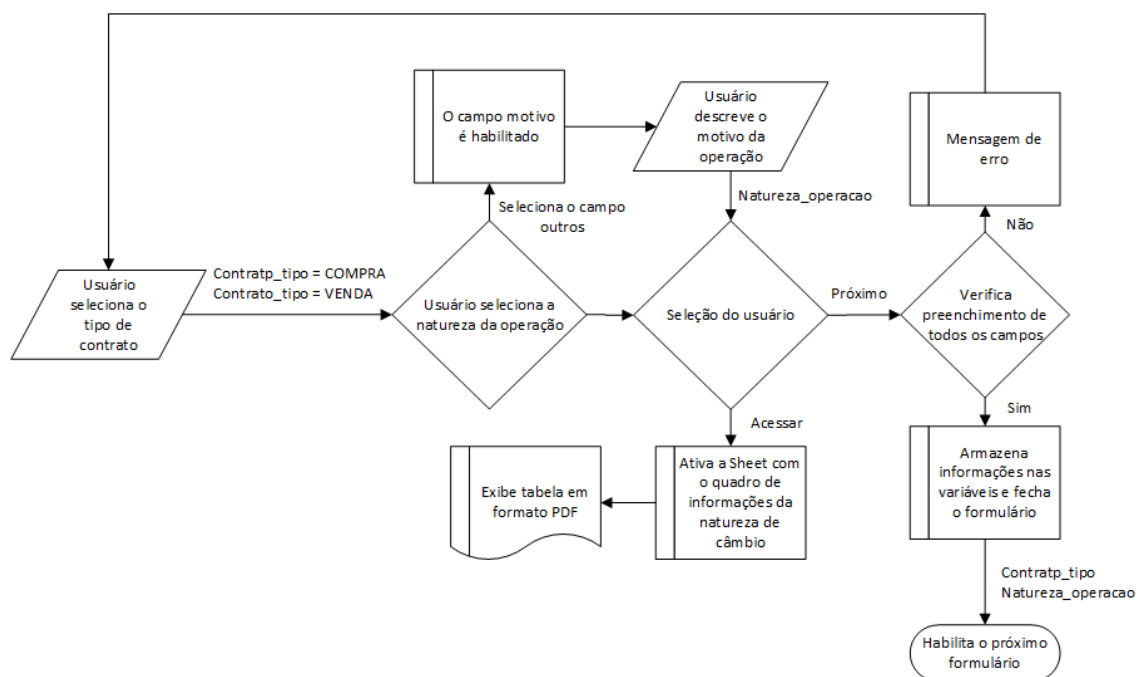 O campo motivo
é habilitado
Usuário
descreve o
motivo da
operação
Mensagem de
erro
Seleciona o campo
outros
Natureza_operacao
Não
Usuário
seleciona o
tipo de
contrato
Contratp_tipo = COMPRA
Contrato_tipo = VENDA
Usuário seleciona a
natureza da operação
Seleção do usuário
Próximo
Verifica
preenchimento de
todos os campos
Acessar
Sim
Exibe tabela em
formato PDF
Ativa a Sheet com
o quadro de
informações da
natureza de
câmbio
Armazena
informações nas
variáveis e fecha
o formulário
Contratp_tipo
Natureza_operacao
Habilita o próximo
formulário